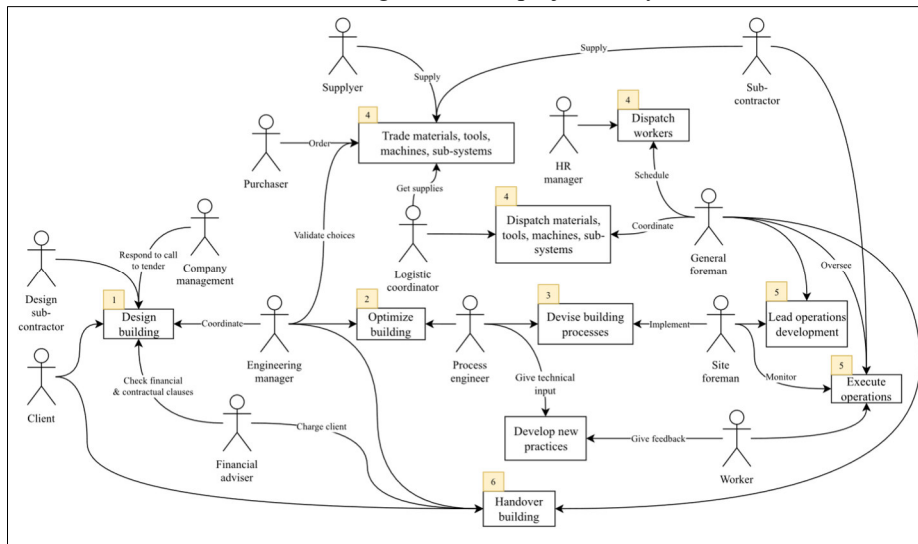 Supplyer
Supply
Supply
Sub-
contractor
4
Trade materials, tools,
machines, sub-systems
Purchaser
Order
4
Dispatch
workers
HR
manager
Schedule
Get supplies
4
Dispatch materials,
tools, machines, sub-
systems
Logistic
coordinator
Coordinate
General
foreman
Validate choices
Respond to call
to tender
Company
management
Design
sub-
contractor
Oversee
1
Design
building
Coordinate
Engineering
manager
2
Optimize
building
Process
engineer
3
Devise building
processes
Implement
Site
foreman
5
Lead operations
development
Client
Check financial
& contractual clauses
Give technical
input
Monitor
5
Execute
operations
Financial
adviser
Charge client
Develop new
practices
Give feedback
Worker
6
Handover
building